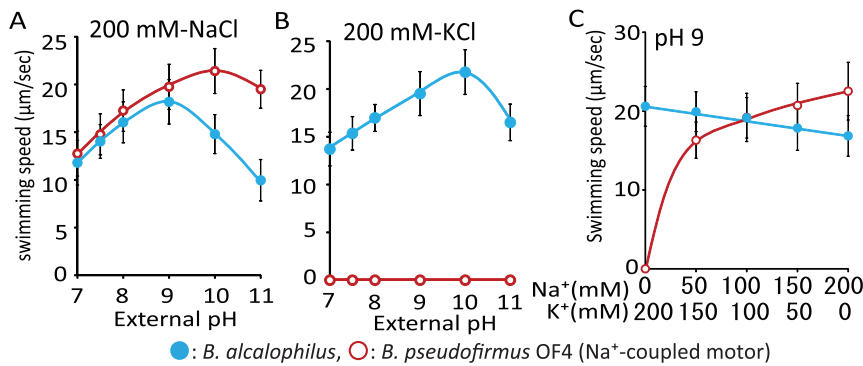 A
200 mM-NaCl
swimming speed (μm/sec)
25
20
15
10
5
0
7
8
9
10
11
External pH
B
200 mM-KCl
25
20
15
10
5
0
7
8
9
10
11
External pH
C
pH 9
Swimming speed (μm/sec)
30
20
10
0
Na⁺(mM) 0 50 100 150 200
K⁺(mM) 200 150 100 50 0
: B. alcalophilus, : B. pseudofirmus OF4 (Na⁺-coupled motor)